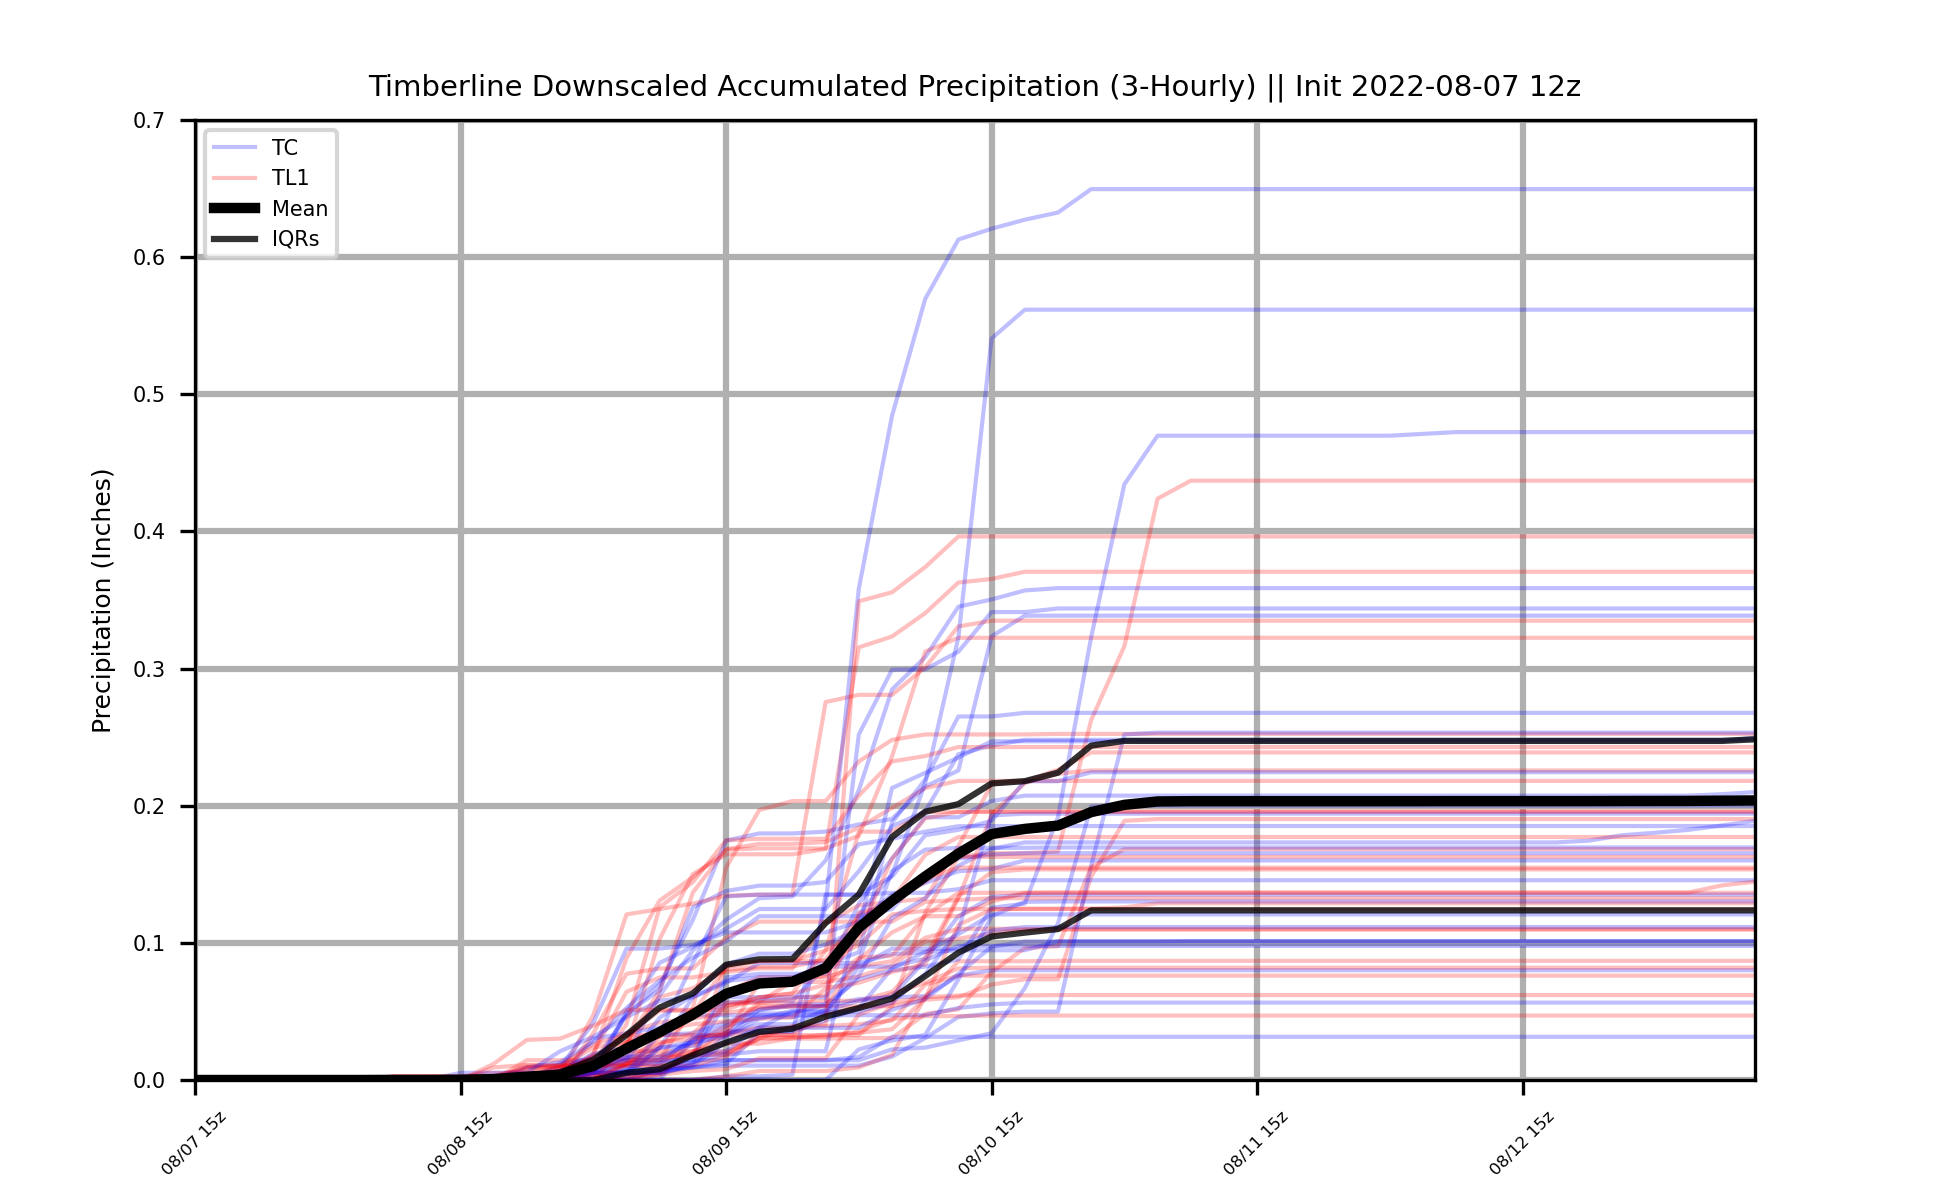 Timberline Downscaled Accumulated Precipitation (3-Hourly) || Init 2022-08-07 12z
TC
TL1
Mean
IQRs
Precipitation (Inches)
0.7
0.6
0.5
0.4
0.3
0.2
0.1
0.0
08/07 15z
08/08 15z
08/09 15z
08/10 15z
08/11 15z
08/12 15z